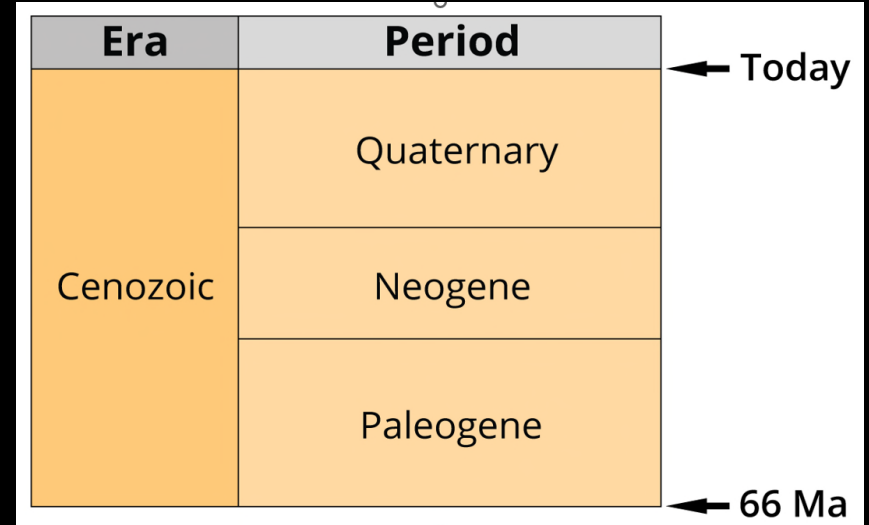 Era
Period
Today
Quaternary
Cenozoic
Neogene
Paleogene
66 Ma